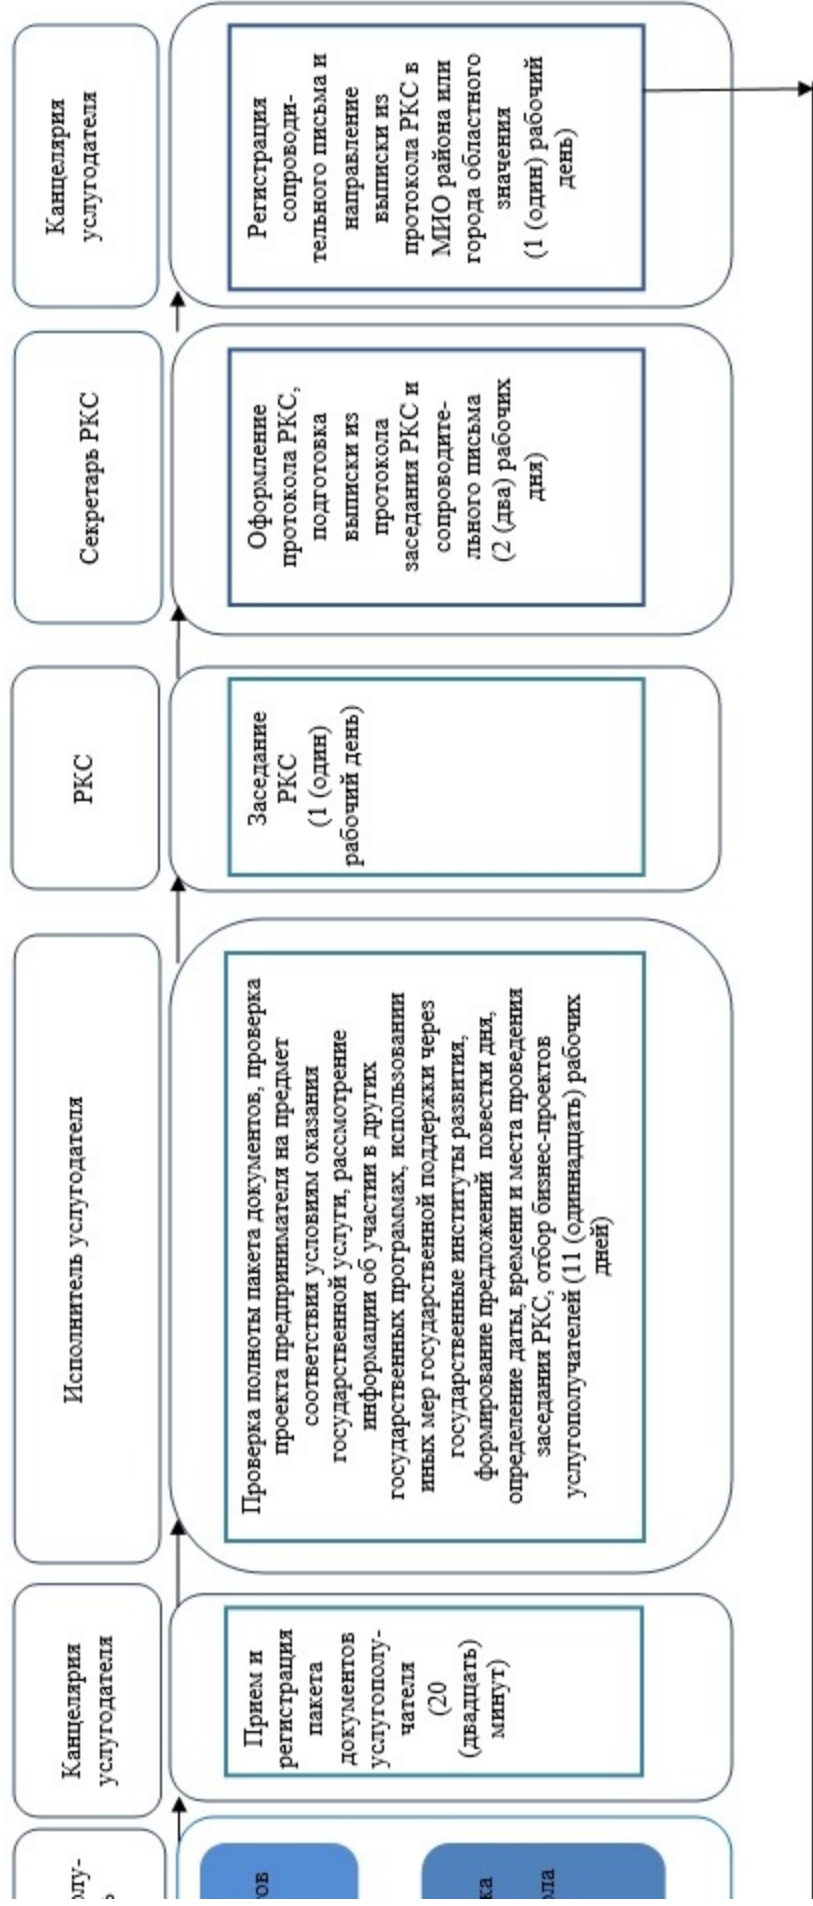 олу-
ь
ов
ка
ола
Канцелярия
услугодателя
Прием и
регистрация
пакета
документов
услугополу-
чателя
(20
(двадцать)
минут)
Исполнитель услугодателя
Проверка полноты пакета документов, проверка
проекта предпринимателя на предмет
соответствия условиям оказания
государственной услуги, рассмотрение
информации об участии в других
государственных программах, использовании
иных мер государственной поддержки через
государственные институты развития,
формирование предложений повестки дня,
определение даты, времени и места проведения
заседания РКС, отбор бизнес-проектов
услугополучателей (11 (одиннадцать) рабочих
дней)
РКС
Заседание
РКС
(1 (один)
рабочий день)
Секретарь РКС
Оформление
протокола РКС,
подготовка
выписки из
протокола
заседания РКС и
сопроводите-
льного письма
(2 (два) рабочих
дня)
Канцелярия
услугодателя
Регистрация
сопроводи-
тельного письма и
направление
выписки из
протокола РКС в
МИО района или
города областного
значения
(1 (один) рабочий
день)